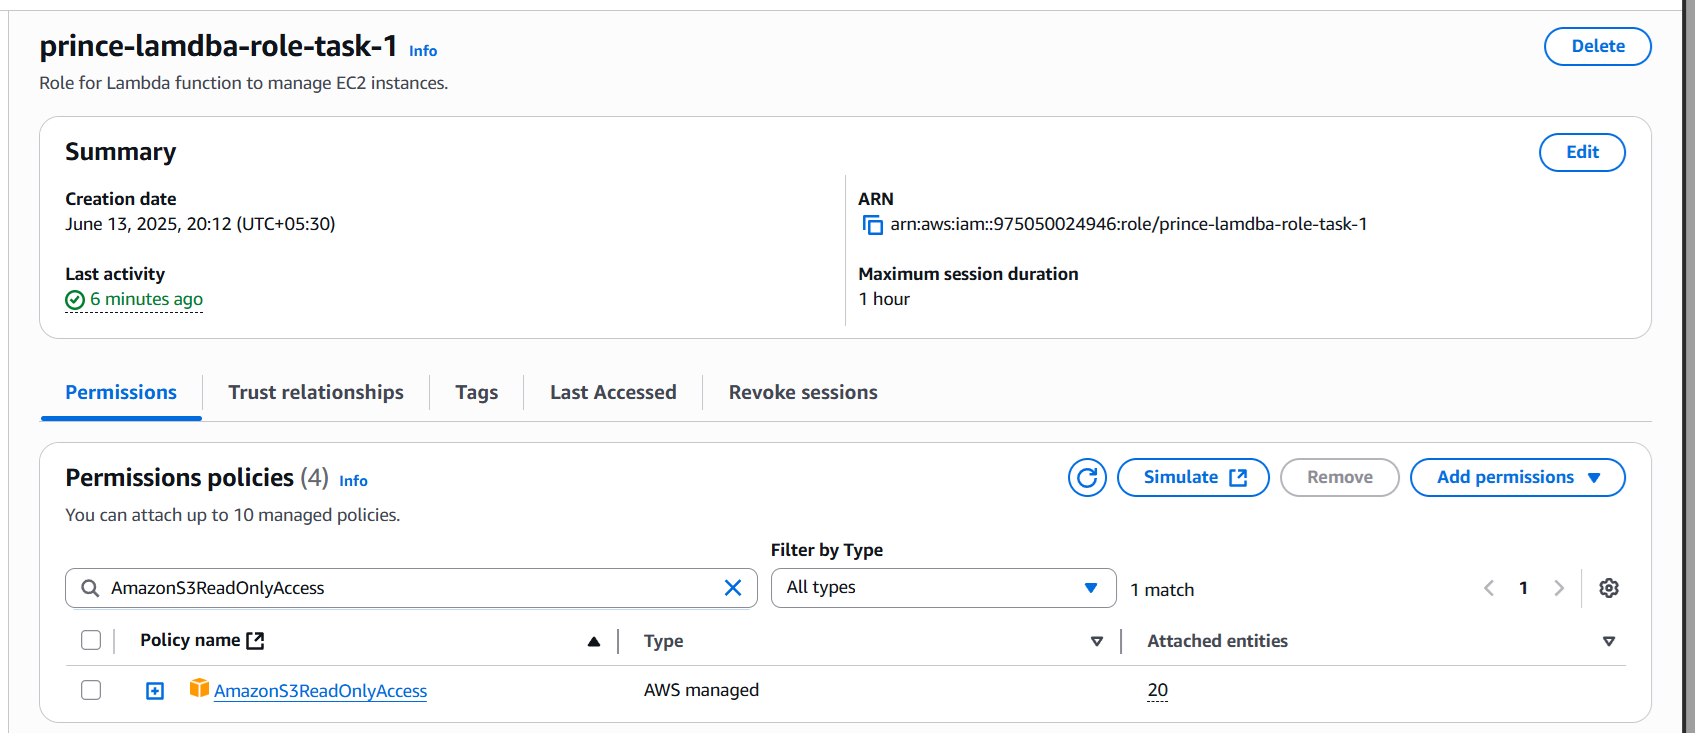 prince-lamdba-role-task-1 Info
Delete
Role for Lambda function to manage EC2 instances.
Summary
Edit
Creation date
June 13, 2025, 20:12 (UTC+05:30)
ARN
arn:aws:iam::975050024946:role/prince-lamdba-role-task-1
Last activity
6 minutes ago
Maximum session duration
1 hour
Permissions
Trust relationships
Tags
Last Accessed
Revoke sessions
Permissions policies (4) Info
Simulate
Remove
Add permissions
You can attach up to 10 managed policies.
Filter by Type
AmazonS3ReadOnlyAccess
All types
1 match
1
Policy name
Type
Attached entities
AmazonS3ReadOnlyAccess
AWS managed
20